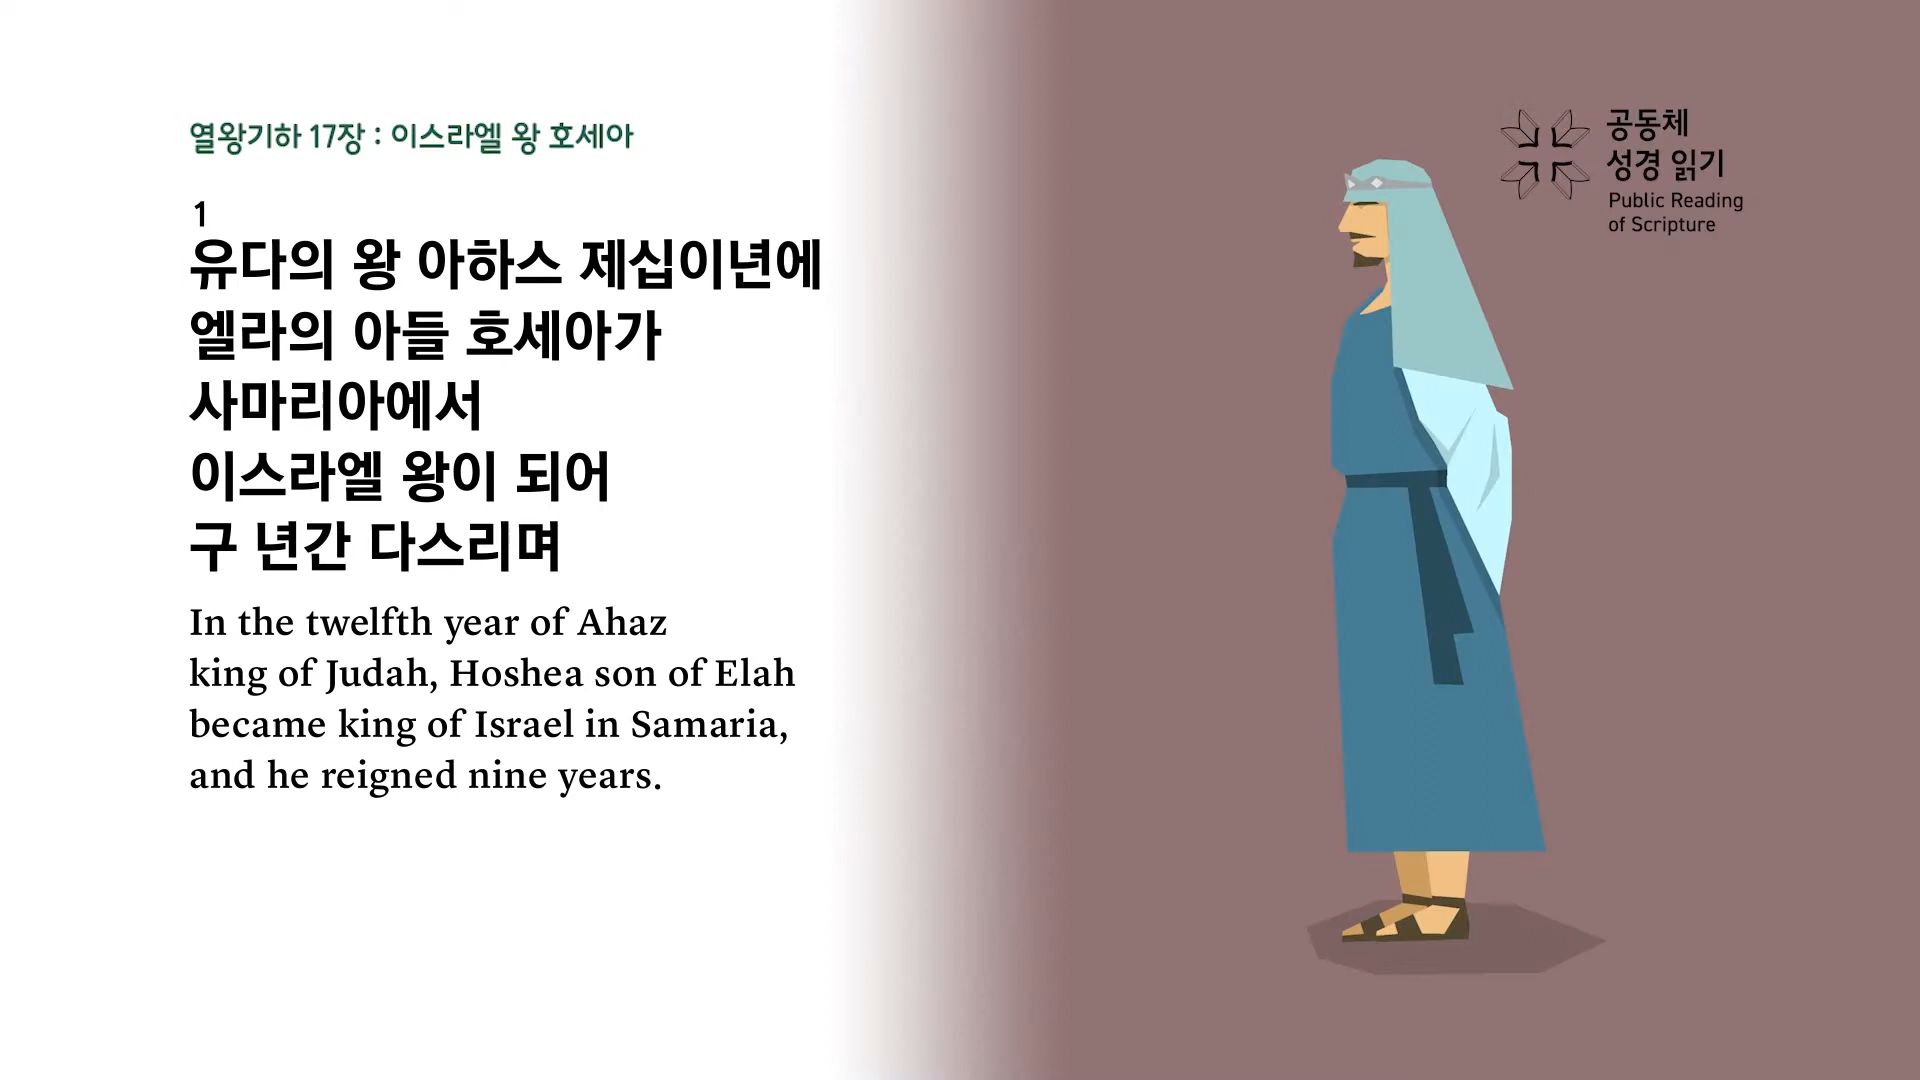 열왕기하 17장 : 이스라엘 왕 호세아
1
유다의 왕 아하스 제십이년에
엘라의 아들 호세아가
사마리아에서
이스라엘 왕이 되어
구 년간 다스리며
In the twelfth year of Ahaz
king of Judah, Hoshea son of Elah
became king of Israel in Samaria,
and he reigned nine years.
공동체
성경 읽기
Public Reading
of Scripture